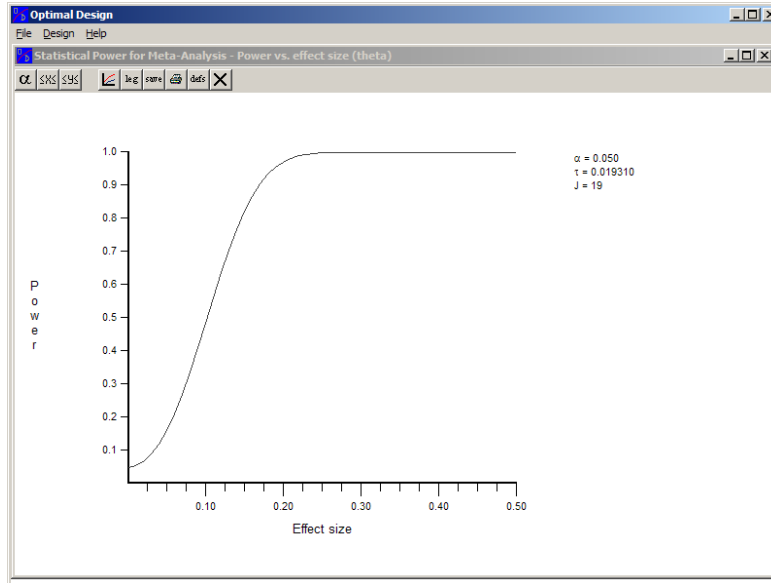 Optimal Design
File Design Help
Statistical Power for Meta-Analysis - Power vs. effect size (theta)
α ≤x≤ ≤y≤ leg save defs
α = 0.050
τ = 0.019310
J = 19
1.0
0.9
0.8
0.7
0.6
0.5
0.4
0.3
0.2
0.1
Power
0.10 0.20 0.30 0.40 0.50
Effect size